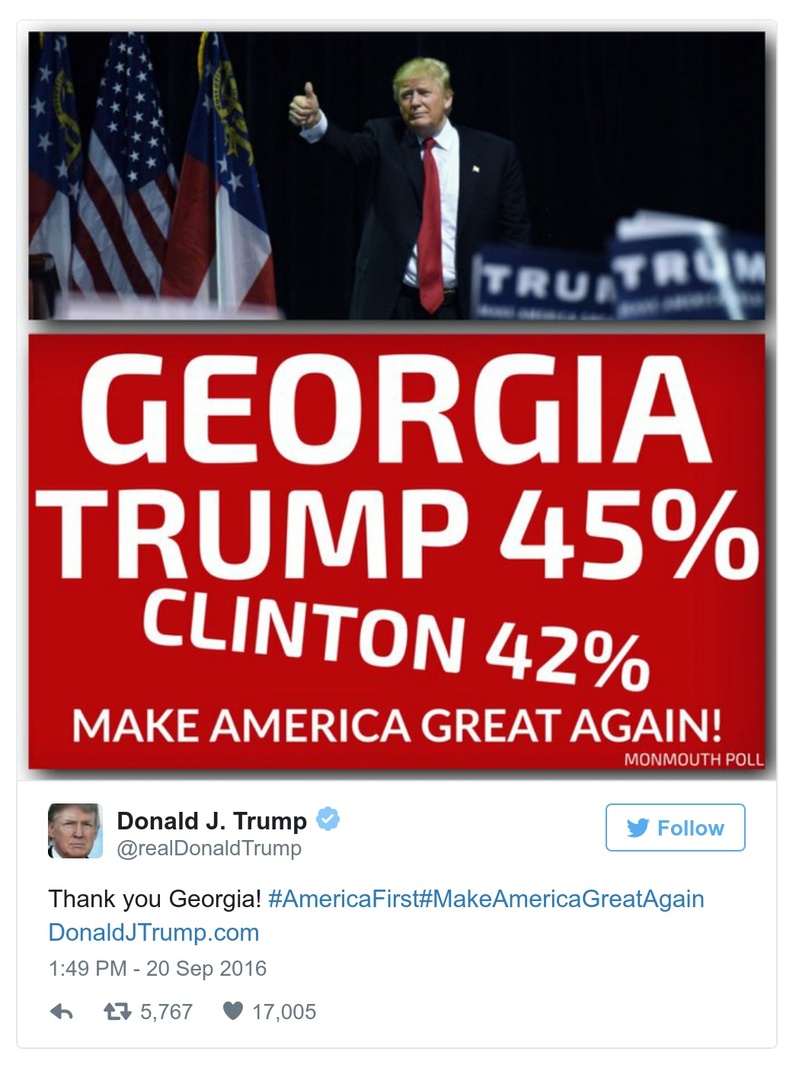 TRUMP
GEORGIA
TRUMP 45%
CLINTON 42%
MAKE AMERICA GREAT AGAIN!
MONMOUTH POLL
Donald J. Trump
@realDonaldTrump
Follow
Thank you Georgia! #AmericaFirst#MakeAmericaGreatAgain
DonaldJTrump.com
1:49 PM - 20 Sep 2016
5,767 17,005